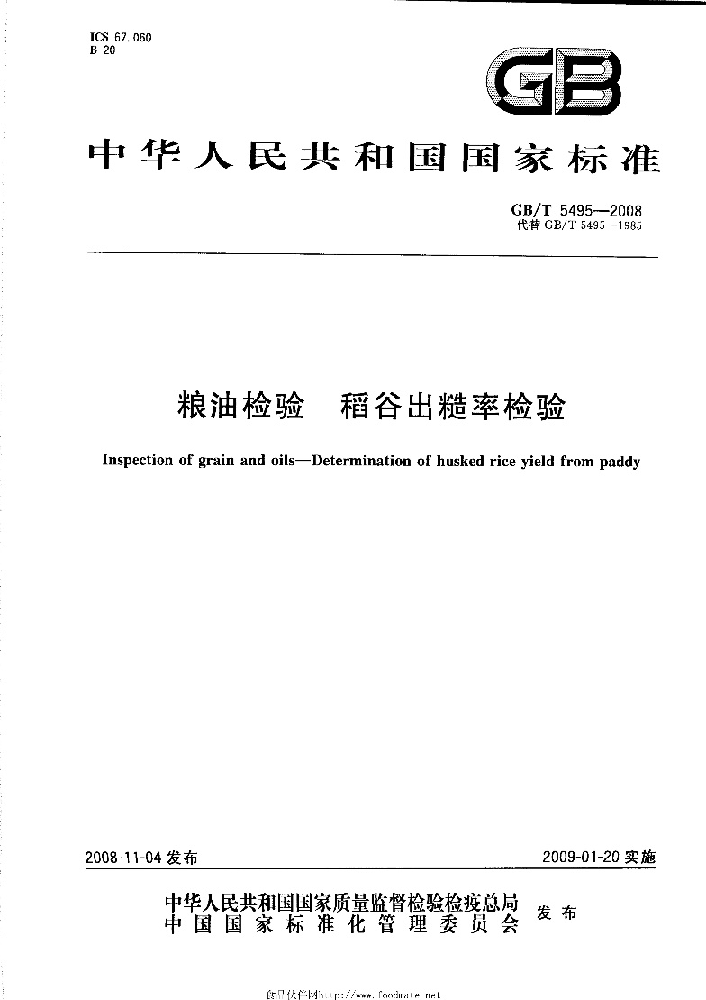 ICS 67.060
B 20
GB
中华人民共和国国家标准
GB/T 5495—2008
代替 GB/T 5495—1985
粮油检验 稻谷出糙率检验
Inspection of grain and oils—Determination of husked rice yield from paddy
2008-11-04 发布
2009-01-20 实施
中华人民共和国国家质量监督检验检疫总局
中国国家标准化管理委员会
发布
食品伙伴网http://www.foodmate.net